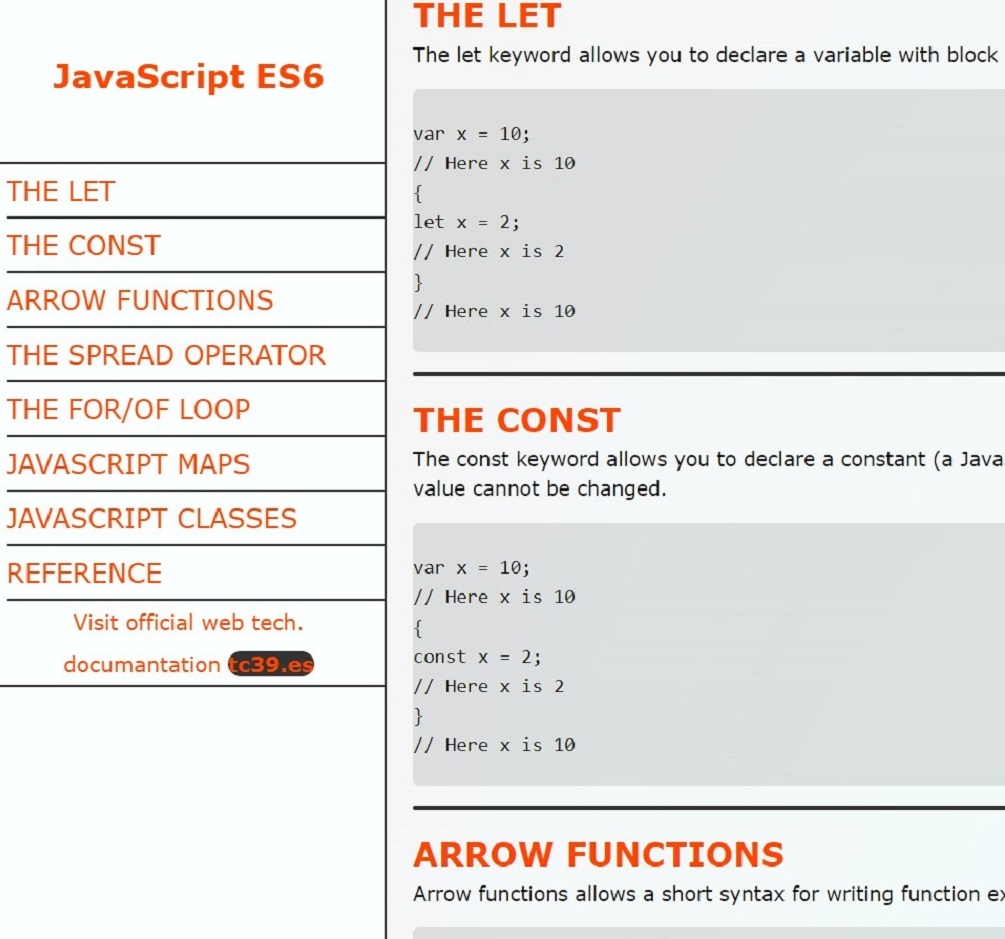 JavaScript ES6
THE LET
THE CONST
ARROW FUNCTIONS
THE SPREAD OPERATOR
THE FOR/OF LOOP
JAVASCRIPT MAPS
JAVASCRIPT CLASSES
REFERENCE
Visit official web tech.
documantation tc39.es
THE LET
The let keyword allows you to declare a variable with block
var x = 10;
// Here x is 10
{
let x = 2;
// Here x is 2
}
// Here x is 10
THE CONST
The const keyword allows you to declare a constant (a Java
value cannot be changed.
var x = 10;
// Here x is 10
{
const x = 2;
// Here x is 2
}
// Here x is 10
ARROW FUNCTIONS
Arrow functions allows a short syntax for writing function ex